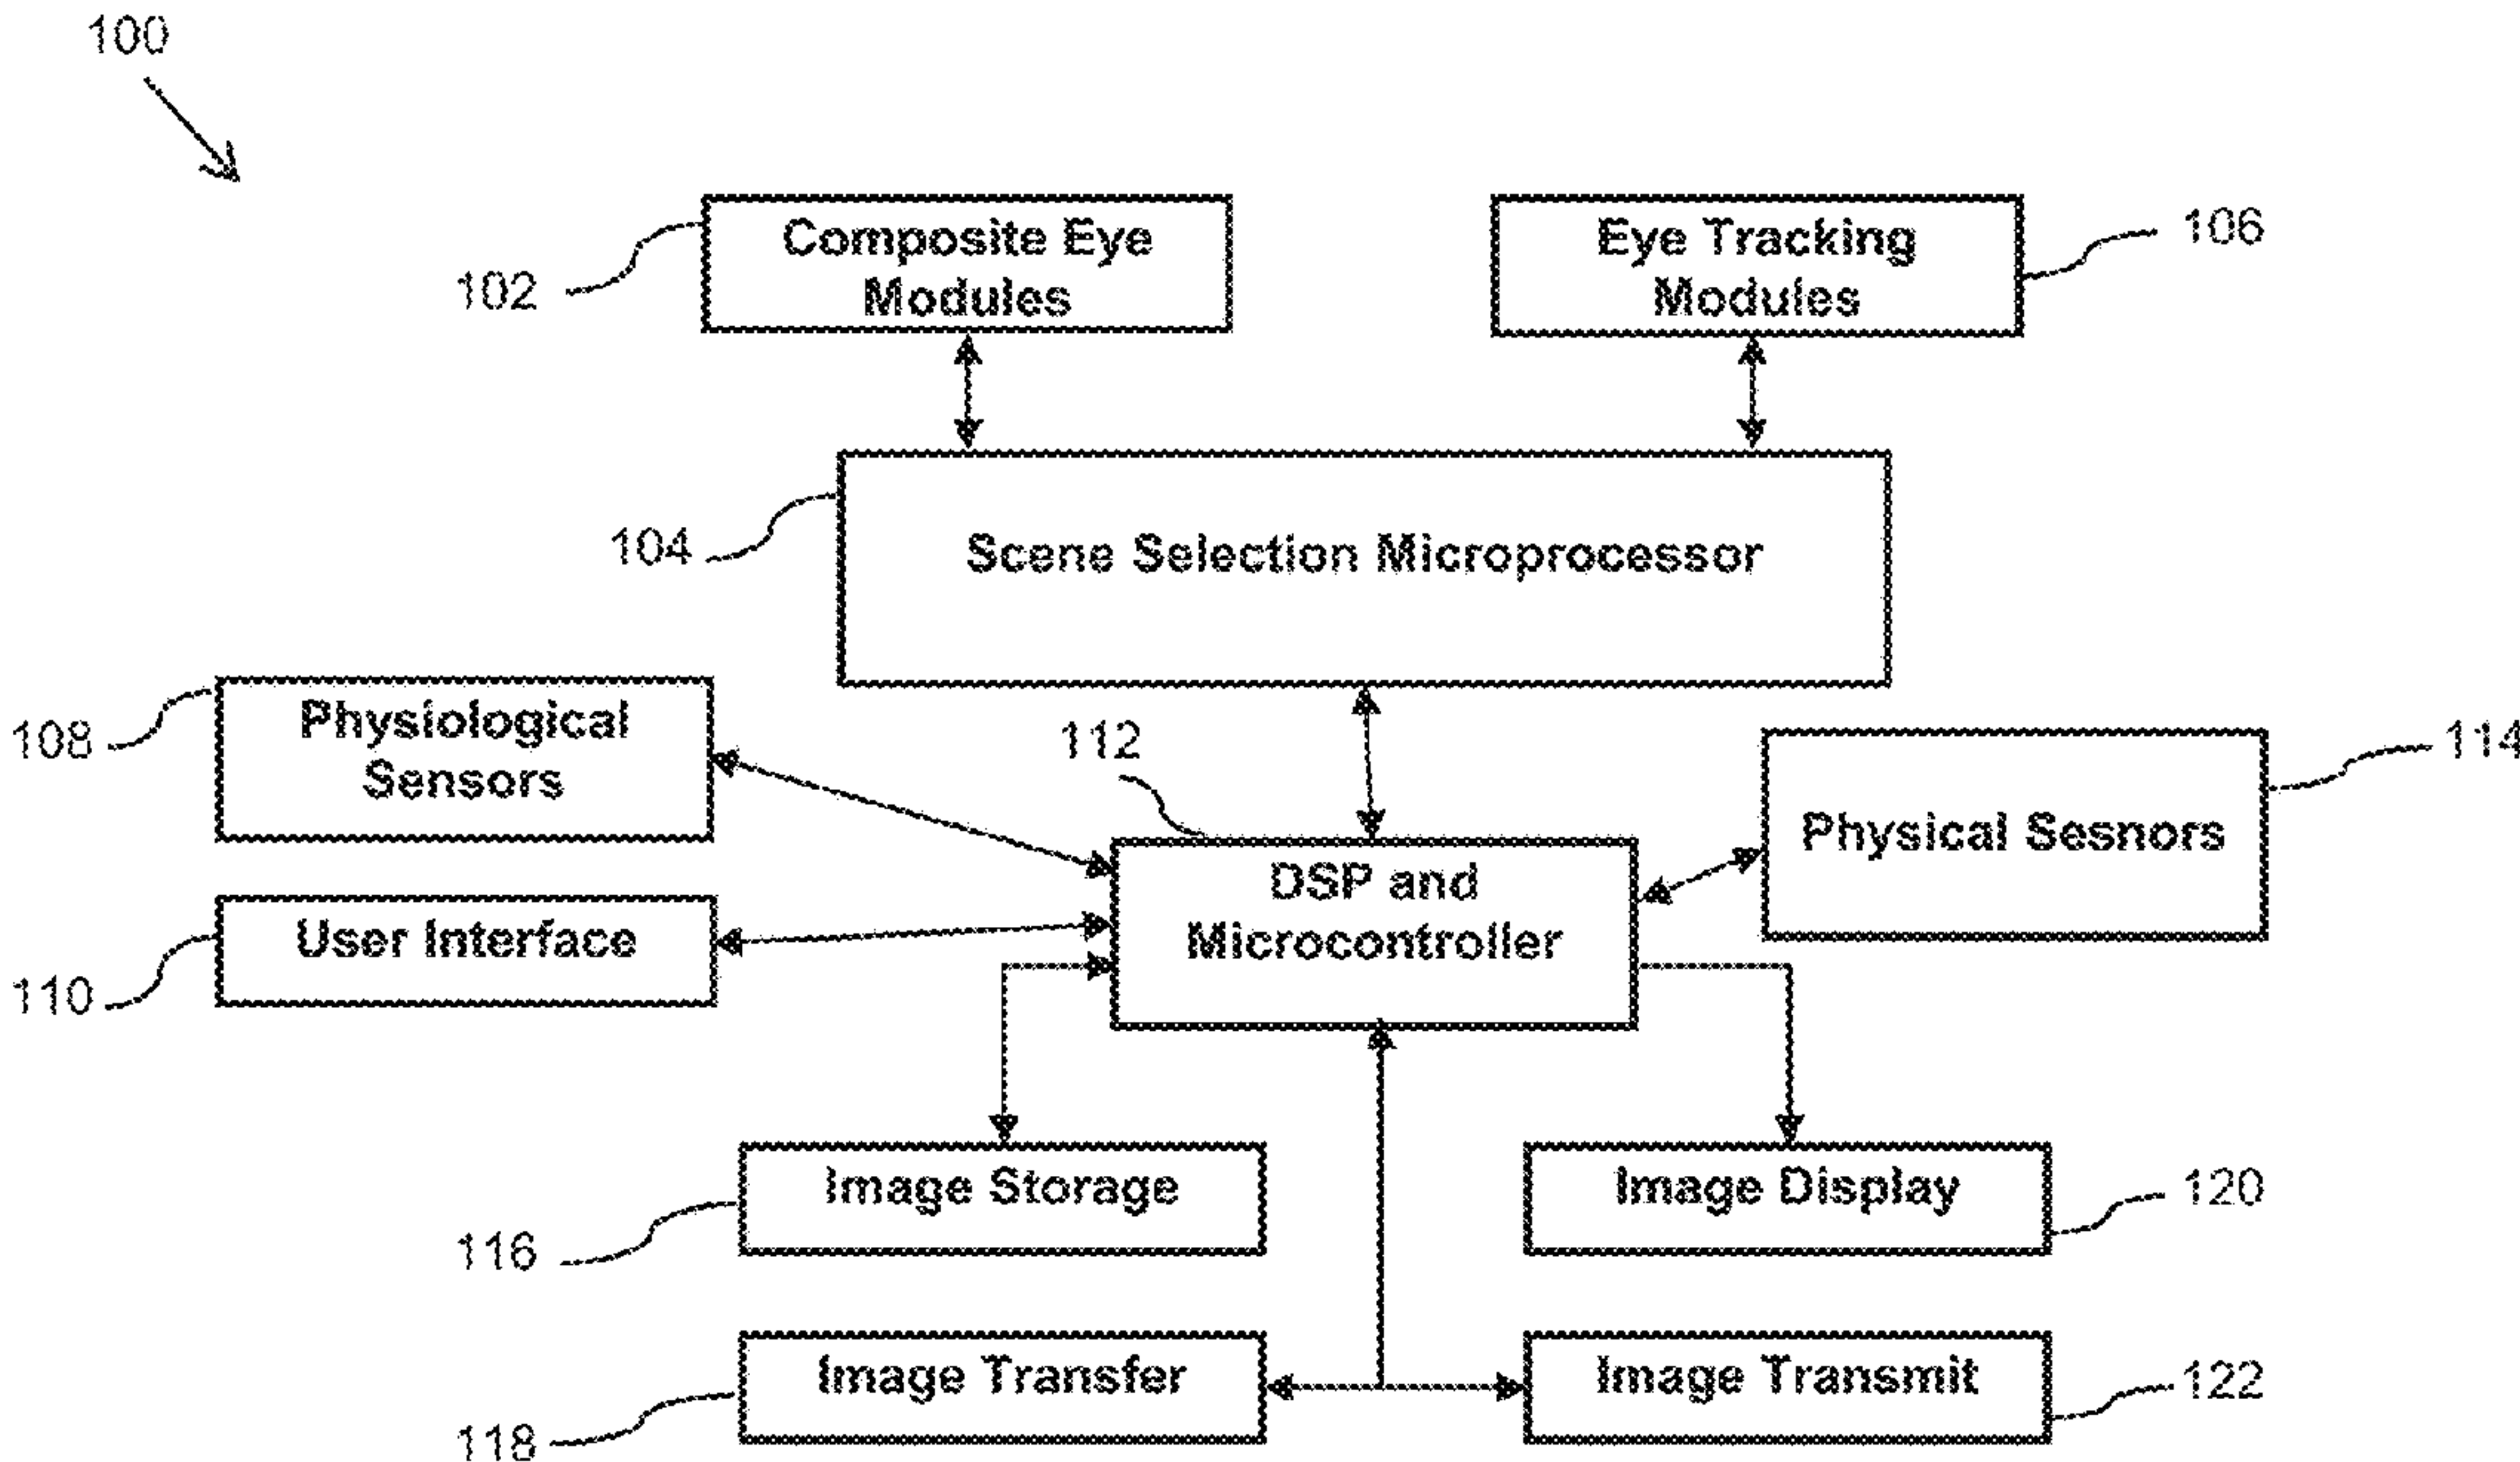 100
Composite Eye
Modules
102
Eye Tracking
Modules
106
Scene Selection Microprocessor
104
Physiological
Sensors
108
112
114
Physical Sesnors
DSP and
Microcontroller
User Interface
110
Image Storage
116
Image Display
120
Image Transfer
118
Image Transmit
122